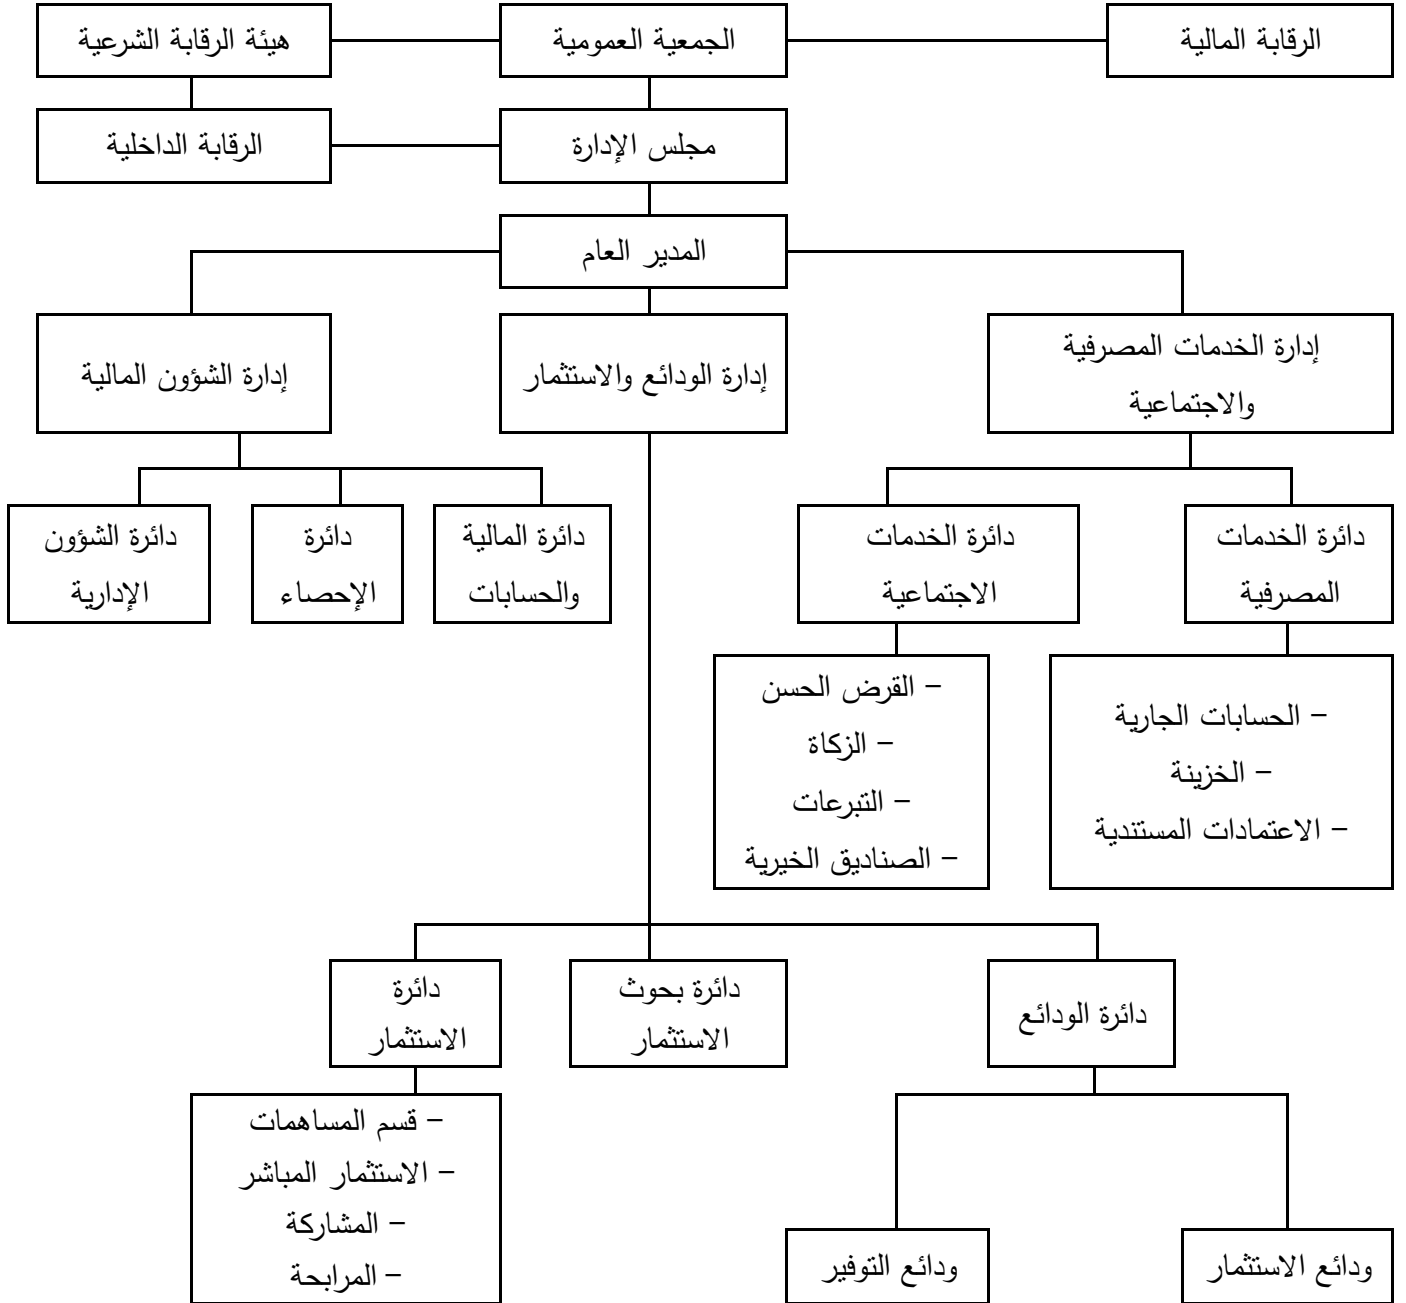 الرقابة المالية
الجمعية العمومية
هيئة الرقابة الشرعية
مجلس الإدارة
الرقابة الداخلية
المدير العام
إدارة الخدمات المصرفية
والاجتماعية
إدارة الودائع والاستثمار
إدارة الشؤون المالية
دائرة الخدمات
المصرفية
دائرة الخدمات
الاجتماعية
دائرة المالية
والحسابات
دائرة
الإحصاء
دائرة الشؤون
الإدارية
– الحسابات الجارية
– الخزينة
– الاعتمادات المستندية
– القرض الحسن
– الزكاة
– التبرعات
– الصناديق الخيرية
دائرة الودائع
دائرة بحوث
الاستثمار
دائرة
الاستثمار
ودائع الاستثمار
ودائع التوفير
– قسم المساهمات
– الاستثمار المباشر
– المشاركة
– المرابحة